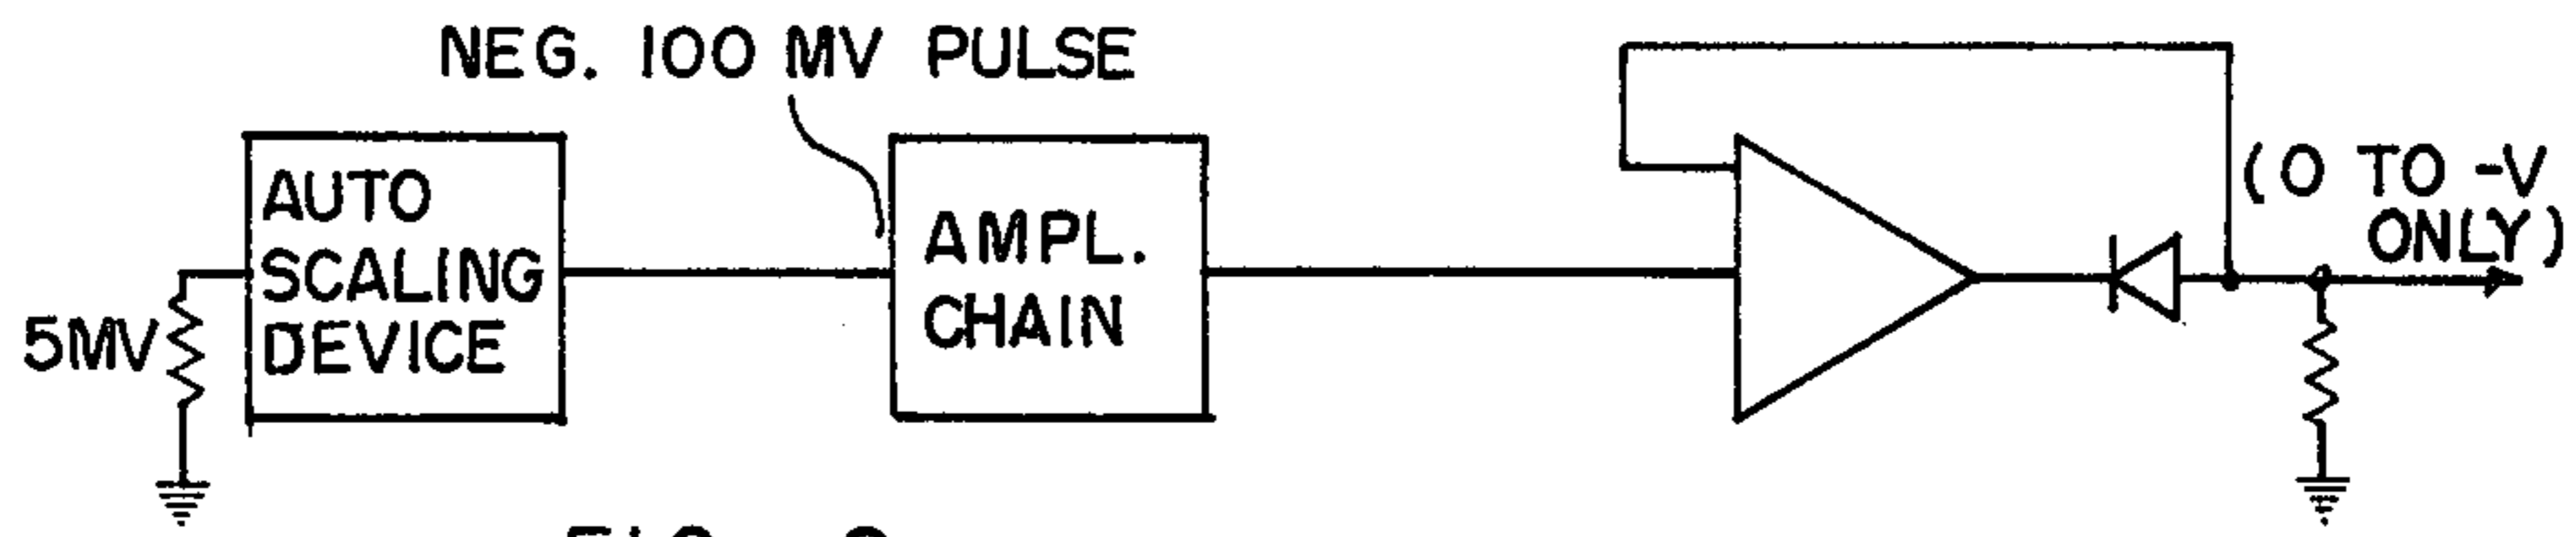 NEG. 100 MV PULSE
AUTO
SCALING
DEVICE
5MV
AMPL.
CHAIN
(0 TO -V
ONLY)